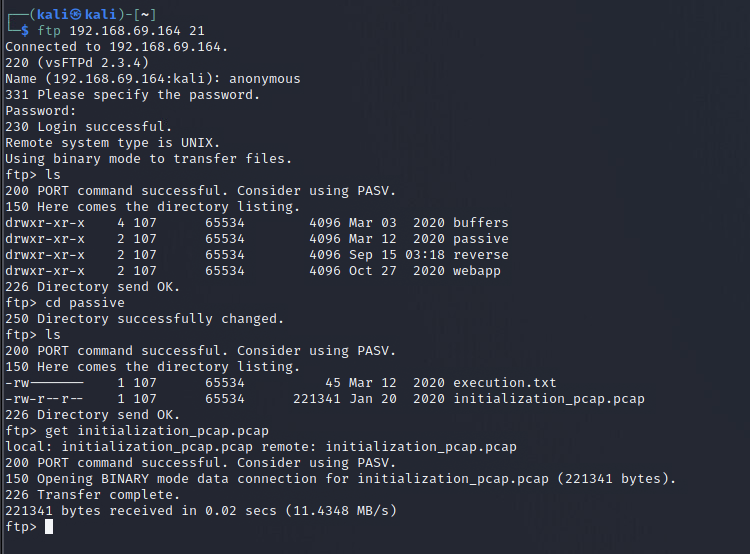 ┌──(kali㉿kali)-[~]
└─$ ftp 192.168.69.164 21
Connected to 192.168.69.164.
220 (vsFTPd 2.3.4)
Name (192.168.69.164:kali): anonymous
331 Please specify the password.
Password:
230 Login successful.
Remote system type is UNIX.
Using binary mode to transfer files.
ftp> ls
200 PORT command successful. Consider using PASV.
150 Here comes the directory listing.
drwxr-xr-x    4 107      65534        4096 Mar 03  2020 buffers
drwxr-xr-x    2 107      65534        4096 Mar 12  2020 passive
drwxr-xr-x    2 107      65534        4096 Sep 15 03:18 reverse
drwxr-xr-x    2 107      65534        4096 Oct 27  2020 webapp
226 Directory send OK.
ftp> cd passive
250 Directory successfully changed.
ftp> ls
200 PORT command successful. Consider using PASV.
150 Here comes the directory listing.
-rw-------    1 107      65534          45 Mar 12  2020 execution.txt
-rw-r--r--    1 107      65534      221341 Jan 20  2020 initialization_pcap.pcap
226 Directory send OK.
ftp> get initialization_pcap.pcap
local: initialization_pcap.pcap remote: initialization_pcap.pcap
200 PORT command successful. Consider using PASV.
150 Opening BINARY mode data connection for initialization_pcap.pcap (221341 bytes).
226 Transfer complete.
221341 bytes received in 0.02 secs (11.4348 MB/s)
ftp>